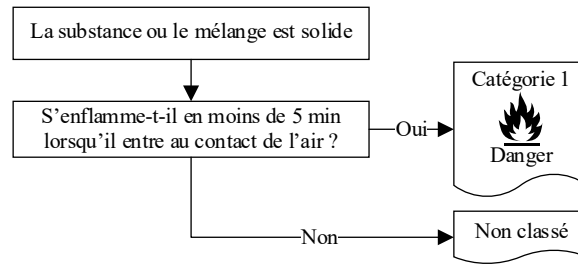 La substance ou le mélange est solide
S’enflamme-t-il en moins de 5 min
lorsqu’il entre au contact de l’air ?
Oui
Catégorie 1
Danger
Non
Non classé